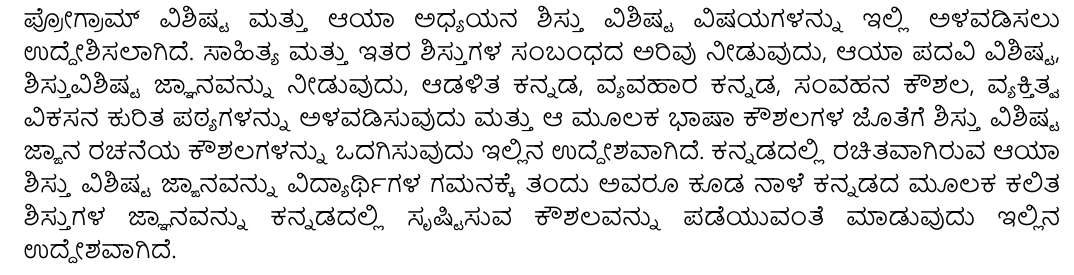 ಪ್ರೋಗ್ರಾಮ್ ವಿಶಿಷ್ಟ ಮತ್ತು ಆಯಾ ಅಧ್ಯಯನ ಶಿಸ್ತು ವಿಶಿಷ್ಟ ವಿಷಯಗಳನ್ನು ಇಲ್ಲಿ ಅಳವಡಿಸಲು
ಉದ್ದೇಶಿಸಲಾಗಿದೆ. ಸಾಹಿತ್ಯ ಮತ್ತು ಇತರ ಶಿಸ್ತುಗಳ ಸಂಬಂಧದ ಅರಿವು ನೀಡುವುದು, ಆಯಾ ಪದವಿ ವಿಶಿಷ್ಟ,
ಶಿಸ್ತುವಿಶಿಷ್ಟ ಜ್ಞಾನವನ್ನು ನೀಡುವುದು, ಆಡಳಿತ ಕನ್ನಡ, ವ್ಯವಹಾರ ಕನ್ನಡ, ಸಂವಹನ ಕೌಶಲ, ವ್ಯಕ್ತಿತ್ವ
ವಿಕಸನ ಕುರಿತ ಪಠ್ಯಗಳನ್ನು ಅಳವಡಿಸುವುದು ಮತ್ತು ಆ ಮೂಲಕ ಭಾಷಾ ಕೌಶಲಗಳ ಜೊತೆಗೆ ಶಿಸ್ತು ವಿಶಿಷ್ಟ
ಜ್ಞಾನ ರಚನೆಯ ಕೌಶಲಗಳನ್ನು ಒದಗಿಸುವುದು ಇಲ್ಲಿನ ಉದ್ದೇಶವಾಗಿದೆ. ಕನ್ನಡದಲ್ಲಿ ರಚಿತವಾಗಿರುವ ಆಯಾ
ಶಿಸ್ತು ವಿಶಿಷ್ಟ ಜ್ಞಾನವನ್ನು ವಿದ್ಯಾರ್ಥಿಗಳ ಗಮನಕ್ಕೆ ತಂದು ಅವರೂ ಕೂಡ ನಾಳೆ ಕನ್ನಡದ ಮೂಲಕ ಕಲಿತ
ಶಿಸ್ತುಗಳ ಜ್ಞಾನವನ್ನು ಕನ್ನಡದಲ್ಲಿ ಸೃಷ್ಟಿಸುವ ಕೌಶಲವನ್ನು ಪಡೆಯುವಂತೆ ಮಾಡುವುದು ಇಲ್ಲಿನ
ಉದ್ದೇಶವಾಗಿದೆ.